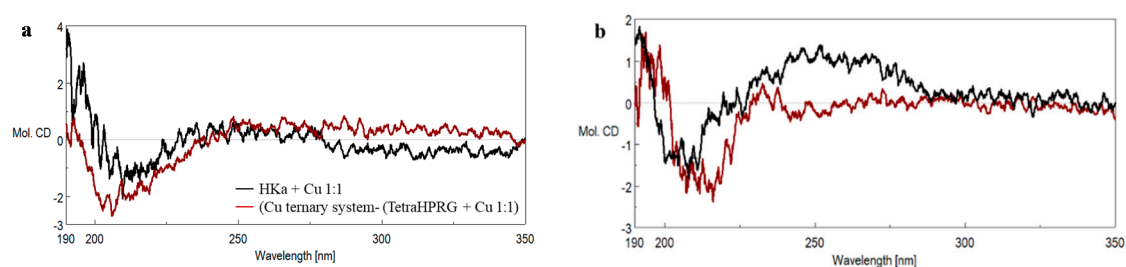 a
4
2
0
-2
-3
Mol. CD
HKa + Cu 1:1
(Cu ternary system- (TetraHPRG + Cu 1:1)
190 200 250 300 350
Wavelength [nm]
b
2
1
0
-1
-2
-3
Mol. CD
190 200 250 300 350
Wavelength [nm]